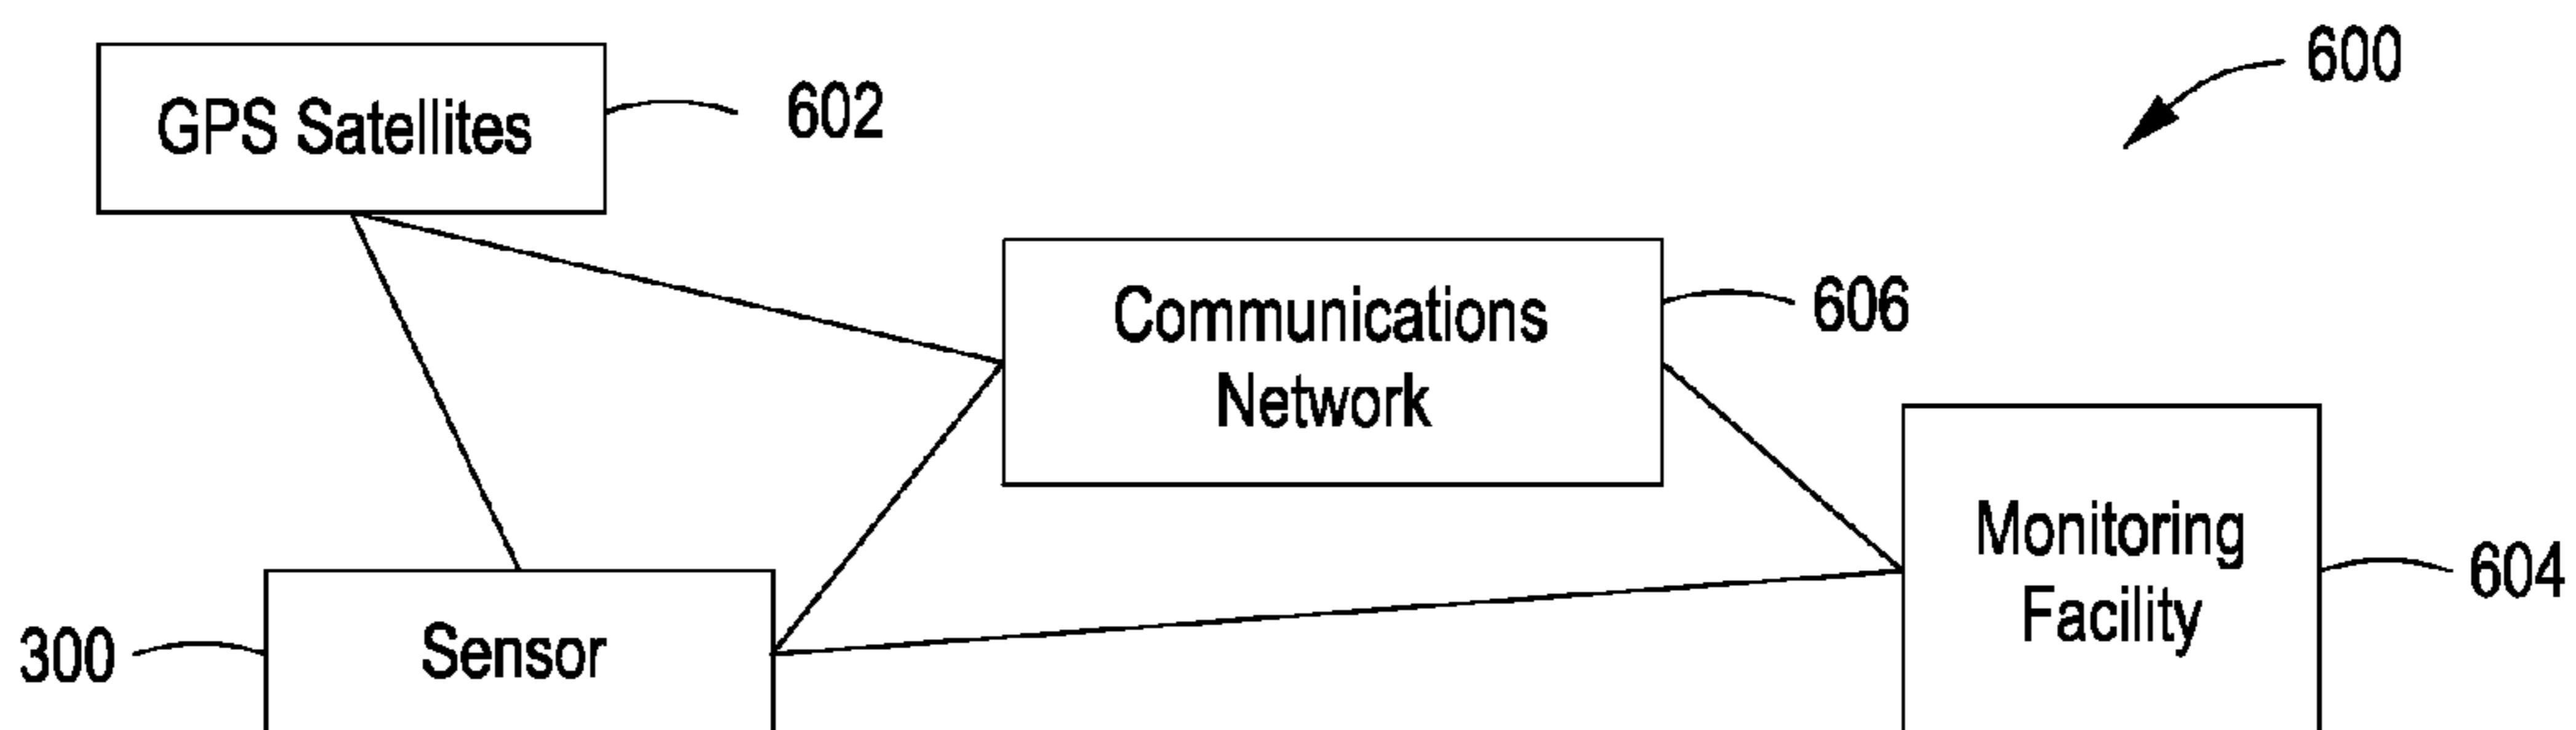 600
GPS Satellites
602
Communications
Network
606
Monitoring
Facility
604
300
Sensor